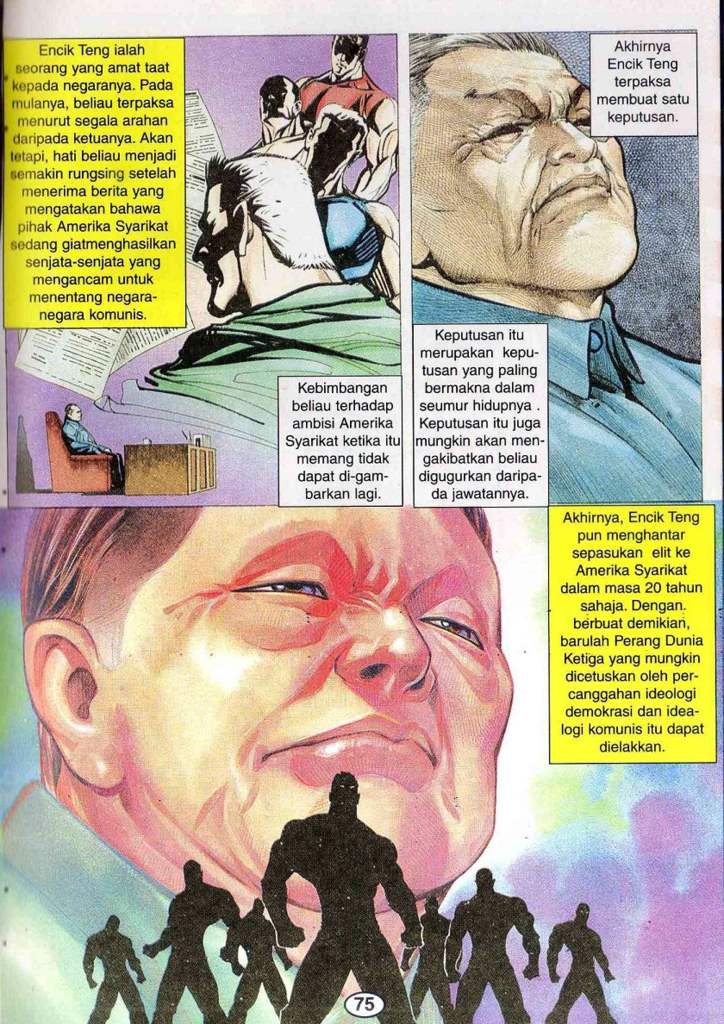 Encik Teng ialah
seorang yang amat taat
kepada negaranya. Pada
mulanya, beliau terpaksa
menurut segala arahan
daripada ketuanya. Akan
tetapi, hati beliau menjadi
semakin rungsing setelah
menerima berita yang
mengatakan bahawa
pihak Amerika Syarikat
sedang giatmenghasilkan
senjata-senjata yang
mengancam untuk
menentang negara-
negara komunis.
Kebimbangan
beliau terhadap
ambisi Amerika
Syarikat ketika itu
memang tidak
dapat di-gam-
barkan lagi.
Akhirnya
Encik Teng
terpaksa
membuat satu
keputusan.
Keputusan itu
merupakan kepu-
tusan yang paling
bermakna dalam
seumur hidupnya .
Keputusan itu juga
mungkin akan men-
gakibatkan beliau
digugurkan daripa-
da jawatannya.
Akhirnya, Encik Teng
pun menghantar
sepasukan elit ke
Amerika Syarikat
dalam masa 20 tahun
sahaja. Dengan.
berbuat demikian,
barulah Perang Dunia
Ketiga yang mungkin
dicetuskan oleh per-
canggahan ideologi
demokrasi dan idea-
logi komunis itu dapat
dielakkan.
75